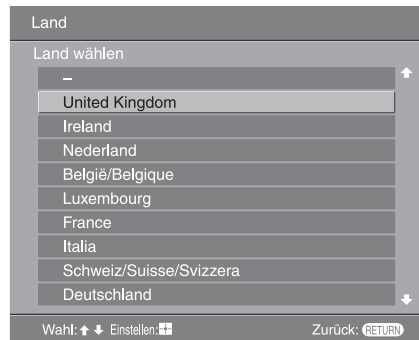 Land
Land wählen
–
United Kingdom
Ireland
Nederland
België/Belgique
Luxembourg
France
Italia
Schweiz/Suisse/Svizzera
Deutschland
Wahl: Einstellen: Zurück: RETURN